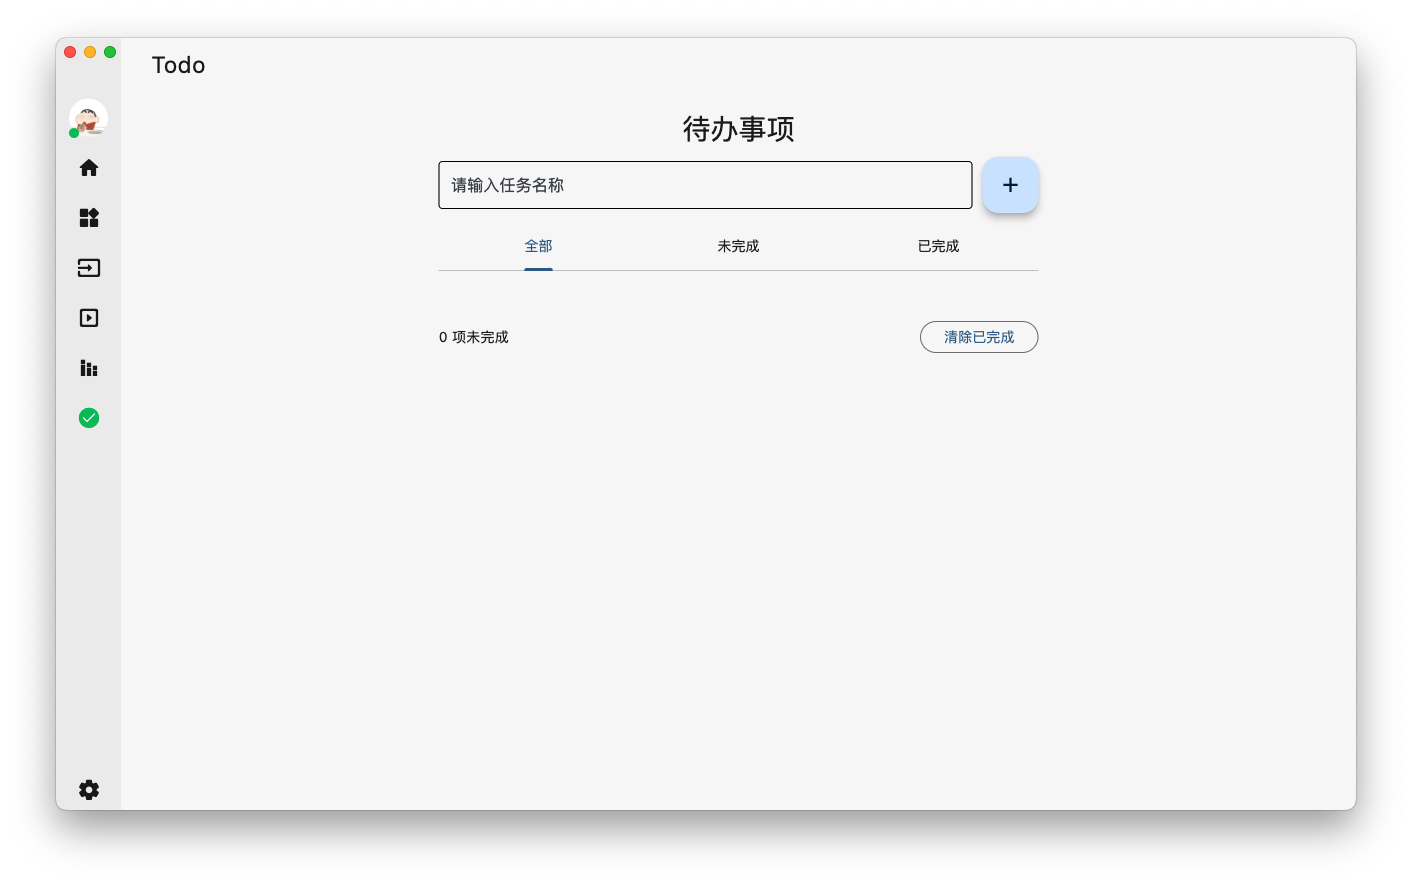 Todo
待办事项
请输入任务名称
+
全部 未完成 已完成
0 项未完成 清除已完成